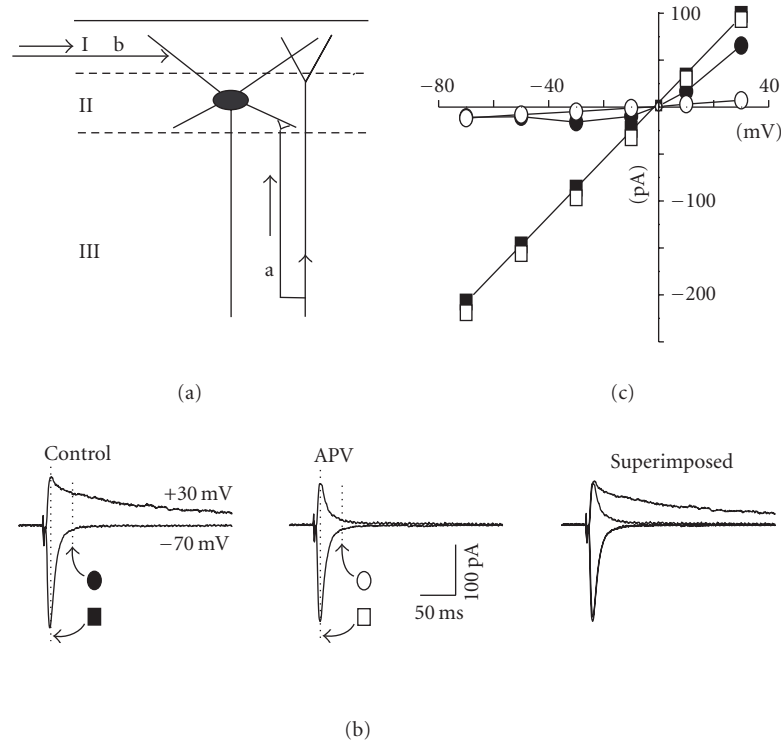 I b
II
III
a
(a)
100
−80
−40
40
(mV)
(pA)
−100
−200
(c)
Control
+30 mV
−70 mV
APV
50 ms
100 pA
Superimposed
(b)